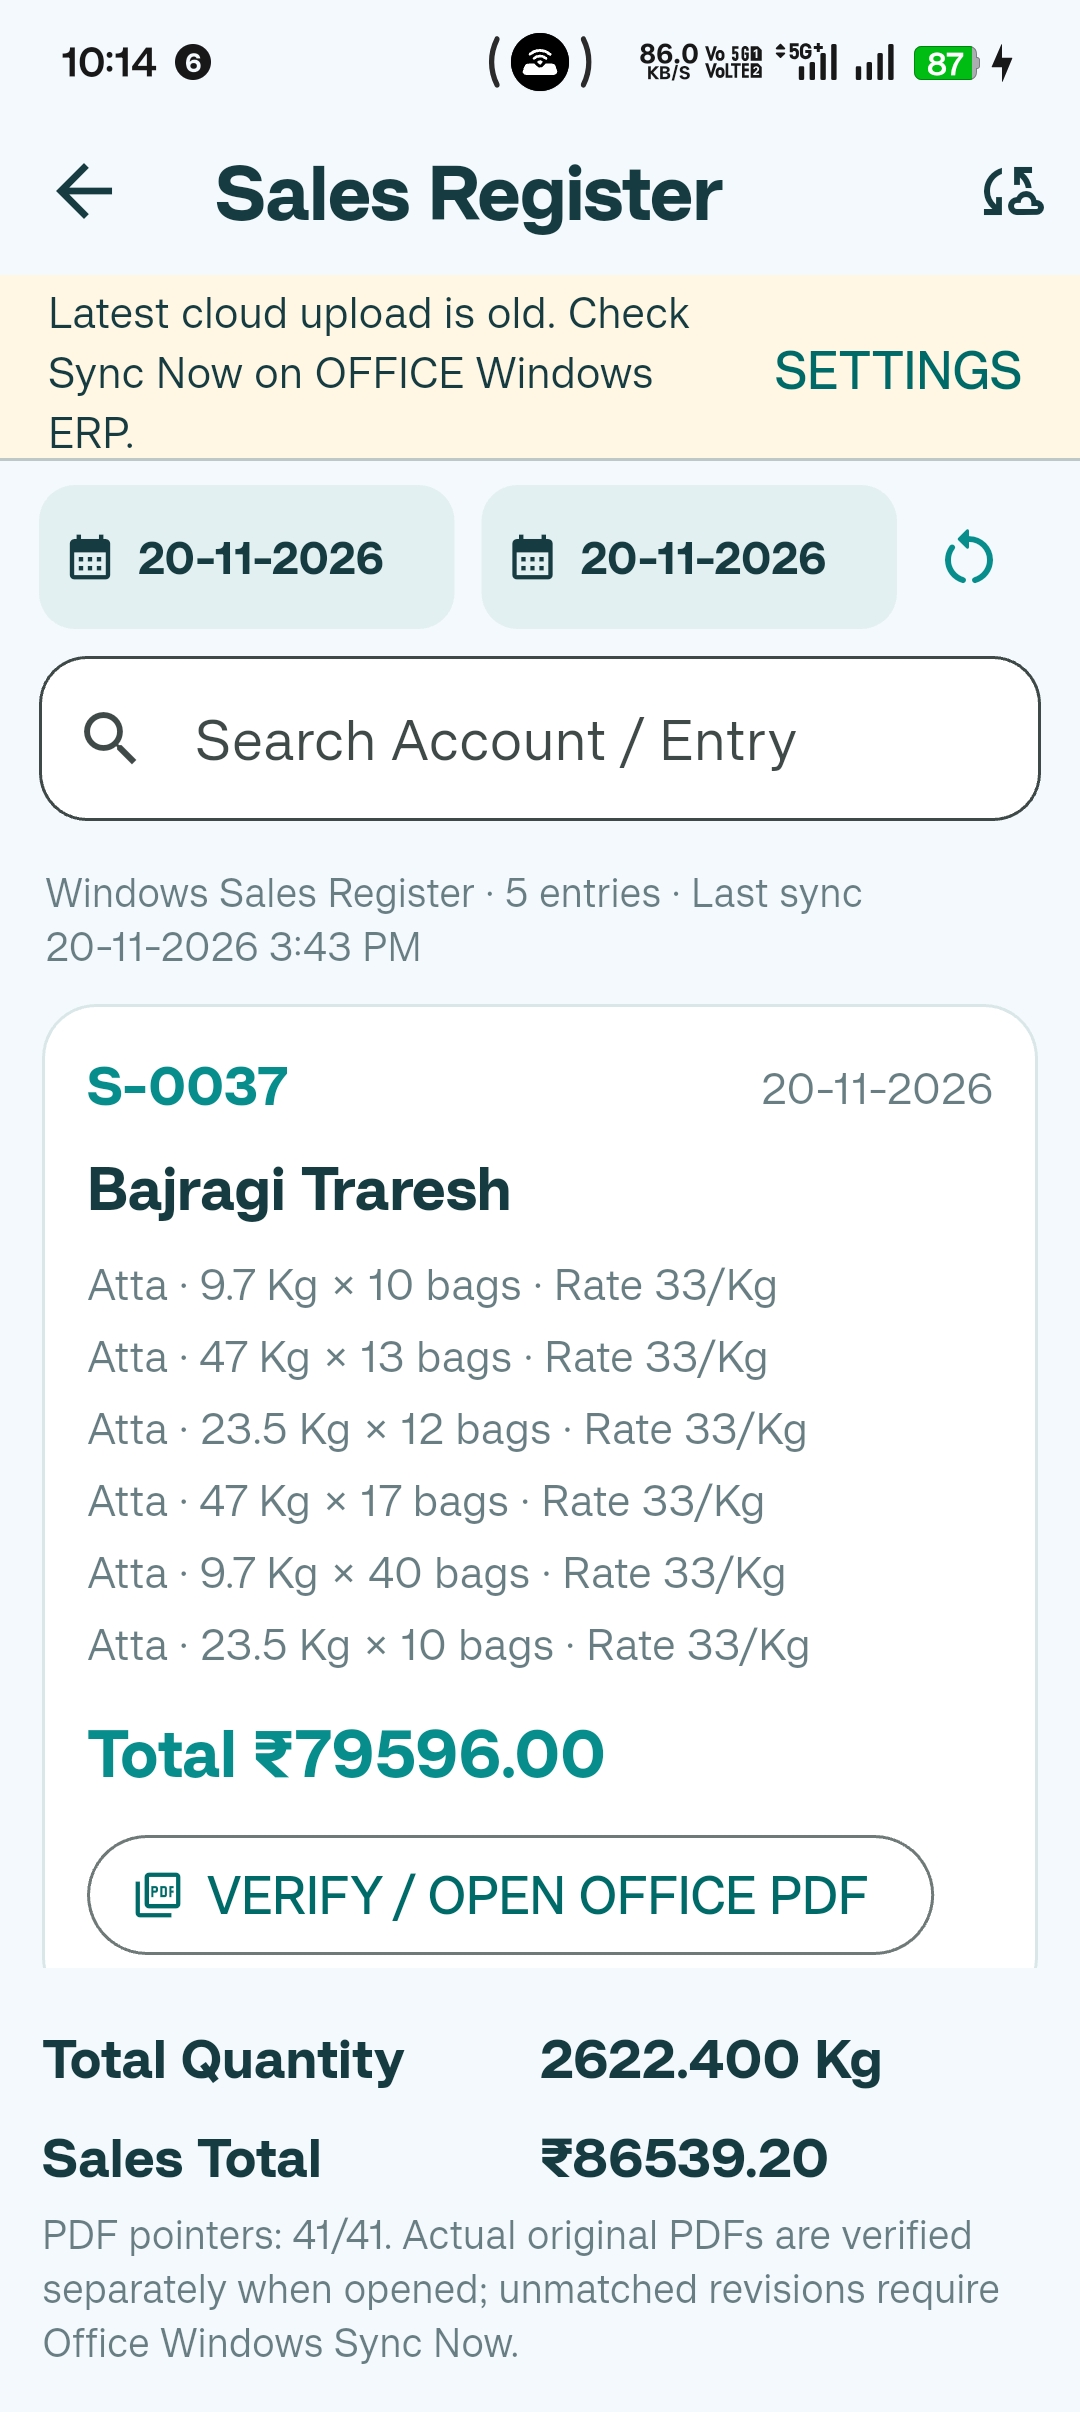 10:14 6 86.0 KB/S Vo 5G 1 VoLTE 2 5G+ 87
Sales Register
Latest cloud upload is old. Check
Sync Now on OFFICE Windows
ERP.
SETTINGS
20-11-2026 20-11-2026
Search Account / Entry
Windows Sales Register · 5 entries · Last sync
20-11-2026 3:43 PM
S-0037 20-11-2026
Bajragi Traresh
Atta · 9.7 Kg × 10 bags · Rate 33/Kg
Atta · 47 Kg × 13 bags · Rate 33/Kg
Atta · 23.5 Kg × 12 bags · Rate 33/Kg
Atta · 47 Kg × 17 bags · Rate 33/Kg
Atta · 9.7 Kg × 40 bags · Rate 33/Kg
Atta · 23.5 Kg × 10 bags · Rate 33/Kg
Total ₹79596.00
PDF VERIFY / OPEN OFFICE PDF
Total Quantity 2622.400 Kg
Sales Total ₹86539.20
PDF pointers: 41/41. Actual original PDFs are verified
separately when opened; unmatched revisions require
Office Windows Sync Now.